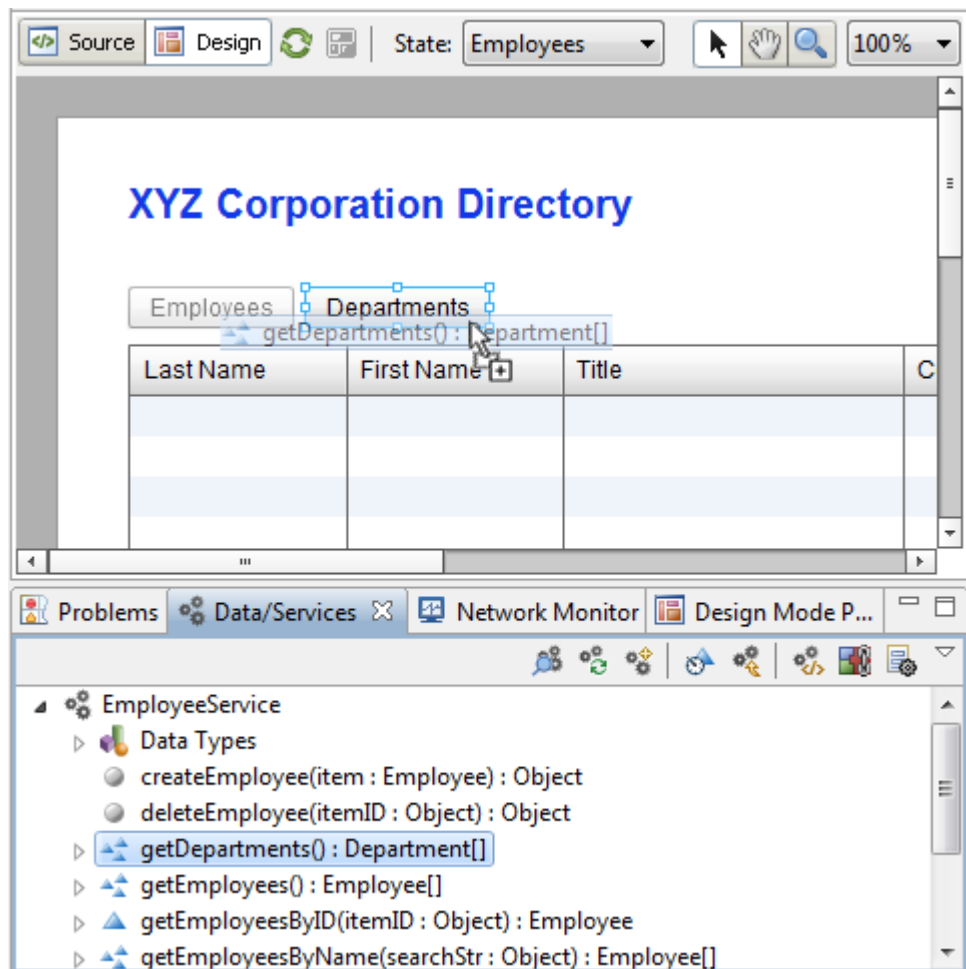 Source Design State: Employees 100%
XYZ Corporation Directory
Employees Departments
getDepartments() : Department[]
Last Name First Name Title C
Problems Data/Services Network Monitor Design Mode P...
EmployeeService
Data Types
createEmployee(item : Employee) : Object
deleteEmployee(itemID : Object) : Object
getDepartments() : Department[]
getEmployees() : Employee[]
getEmployeesByID(itemID : Object) : Employee
getEmployeesByName(searchStr : Object) : Employee[]